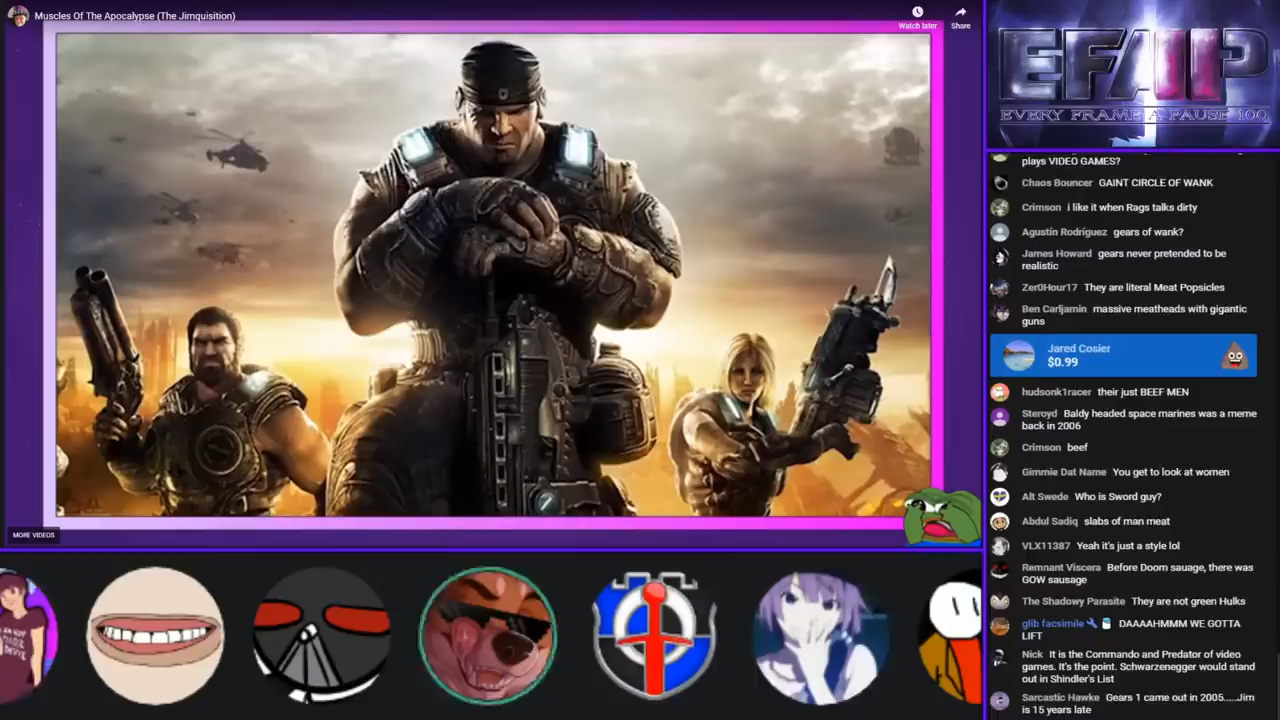 Muscles Of The Apocalypse (The Jimquisition)
Watch later
Share
MORE VIDEOS
EFAP
EVERY FRAME A PAUSE 100
plays VIDEO GAMES?
Chaos Bouncer GAINT CIRCLE OF WANK
Crimson i like it when Rags talks dirty
Agustín Rodríguez gears of wank?
James Howard gears never pretended to be
realistic
Zer0Hour17 They are literal Meat Popsicles
Ben Carljamin massive meatheads with gigantic
guns
Jared Cosier
$0.99
hudsonk1racer their just BEEF MEN
Steroyd Baldy headed space marines was a meme
back in 2006
Crimson beef
Gimmie Dat Name You get to look at women
Alt Swede Who is Sword guy?
Abdul Sadiq slabs of man meat
VLX11387 Yeah it's just a style lol
Remnant Viscera Before Doom sauage, there was
GOW sausage
The Shadowy Parasite They are not green Hulks
glib facsimile DAAAAHMMM WE GOTTA
LIFT
Nick It is the Commando and Predator of video
games. It's the point. Schwarzenegger would stand
out in Shindler's List
Sarcastic Hawke Gears 1 came out in 2005.....Jim
is 15 years late